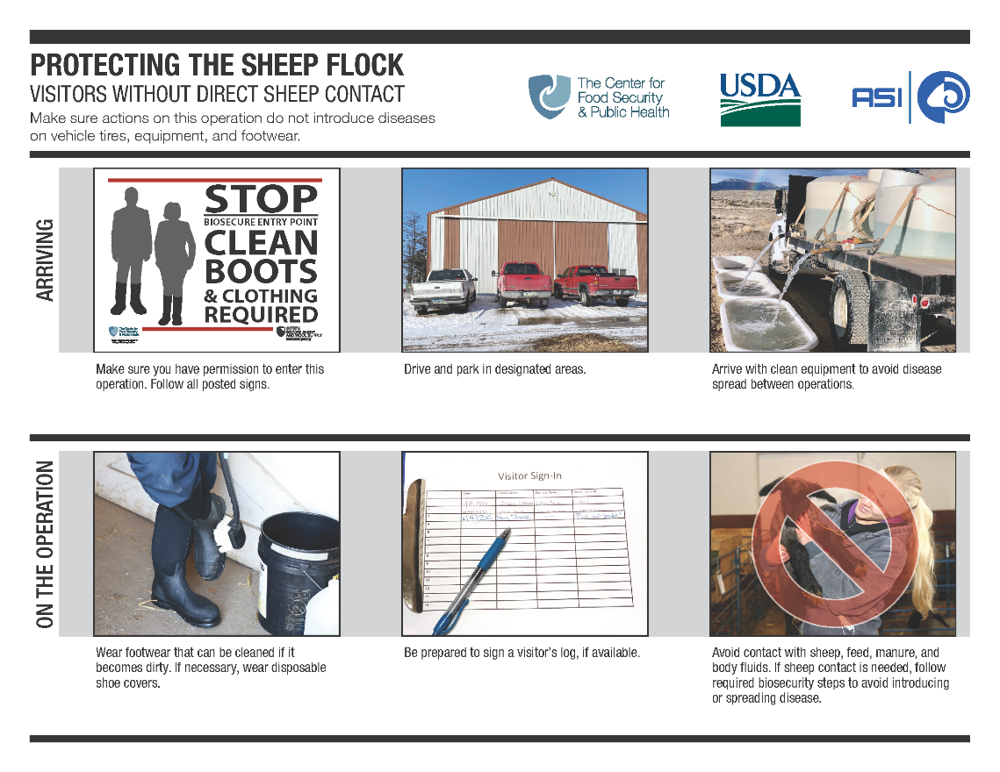 PROTECTING THE SHEEP FLOCK
VISITORS WITHOUT DIRECT SHEEP CONTACT
Make sure actions on this operation do not introduce diseases
on vehicle tires, equipment, and footwear.
The Center for
Food Security
& Public Health
USDA
ASI
ARRIVING
STOP
BIOSECURE ENTRY POINT
CLEAN
BOOTS
& CLOTHING
REQUIRED
Make sure you have permission to enter this
operation. Follow all posted signs.
Drive and park in designated areas.
Arrive with clean equipment to avoid disease
spread between operations.
ON THE OPERATION
Visitor Sign-In
Date
Wear footwear that can be cleaned if it
becomes dirty. If necessary, wear disposable
shoe covers.
Be prepared to sign a visitor's log, if available.
Avoid contact with sheep, feed, manure, and
body fluids. If sheep contact is needed, follow
required biosecurity steps to avoid introducing
or spreading disease.